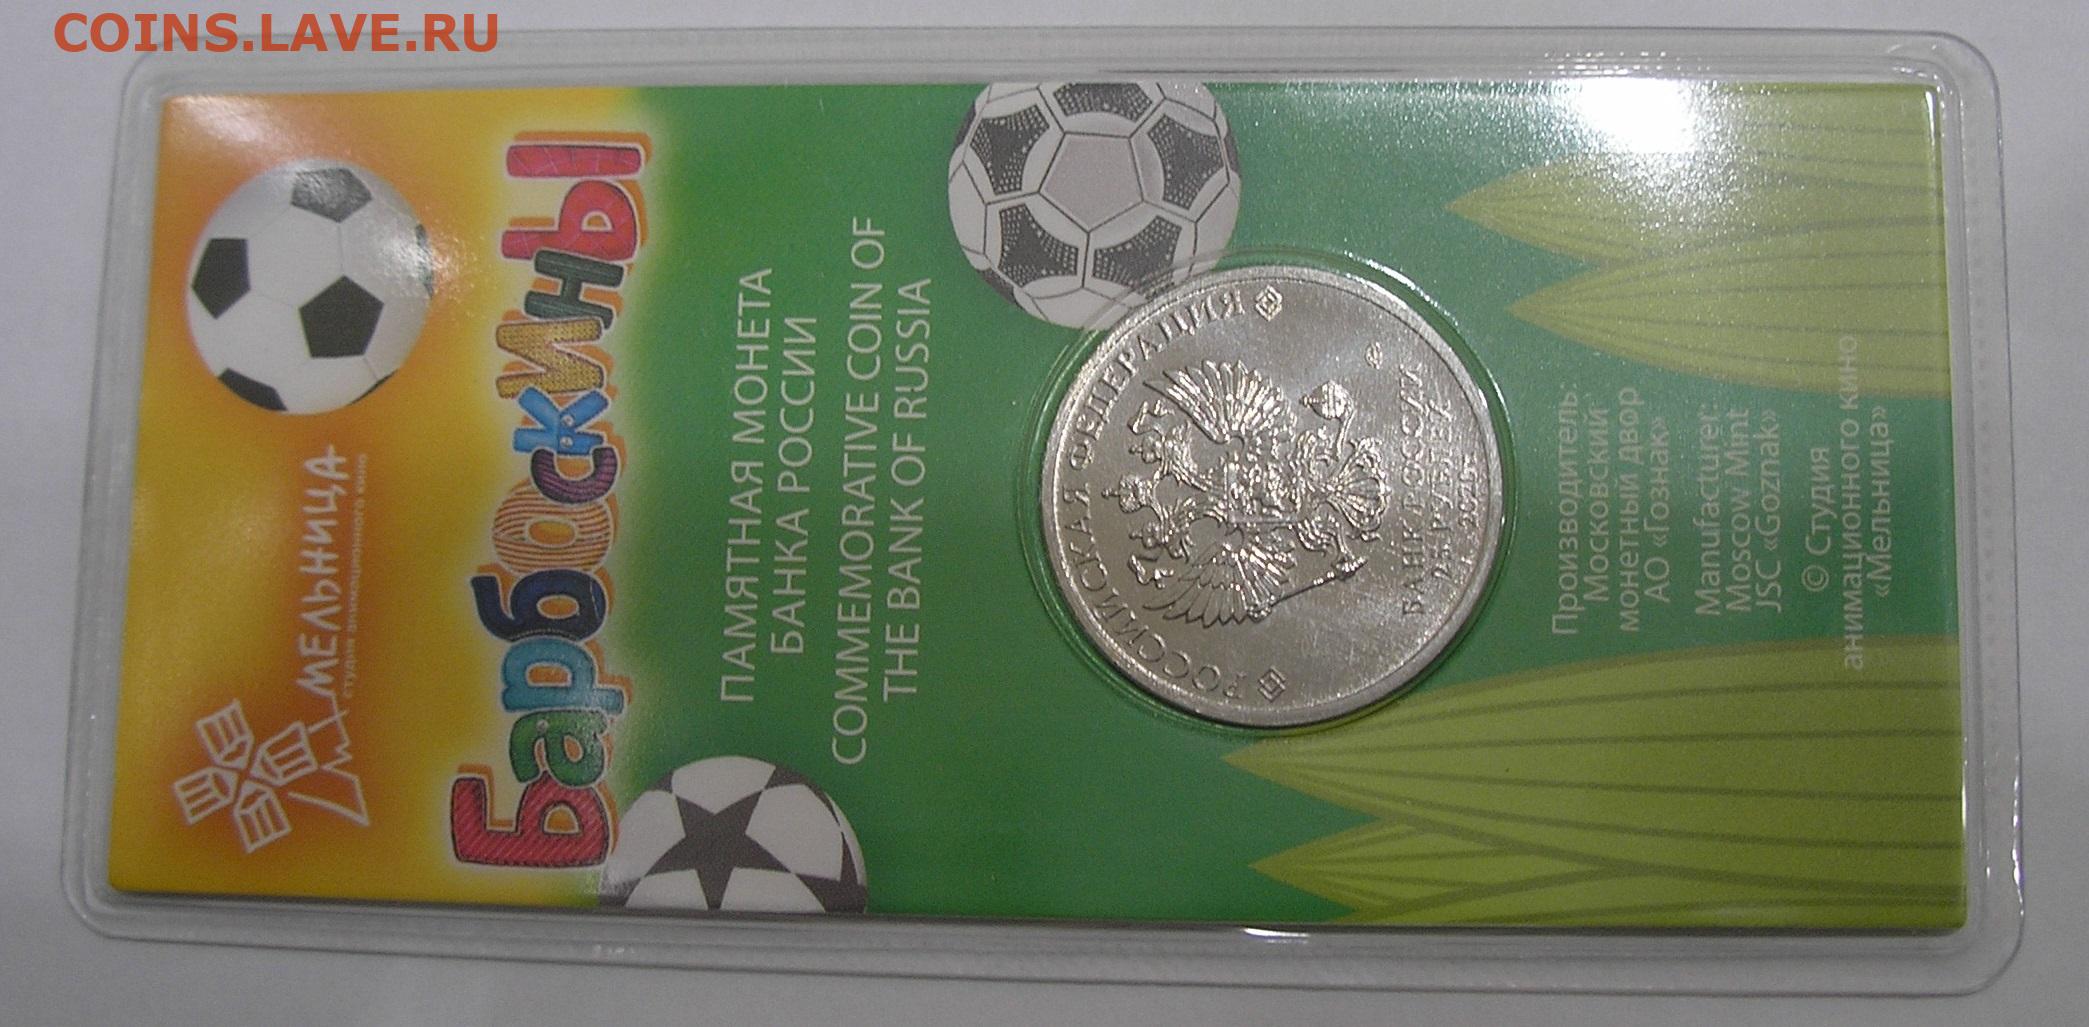 COINS.LAVE.RU
МЕЛЬНИЦА
студия анимационного кино
Барбоскины
ПАМЯТНАЯ МОНЕТА
БАНКА РОССИИ
COMMEMORATIVE COIN OF
THE BANK OF RUSSIA
РОССИЙСКАЯ ФЕДЕРАЦИЯ
БАНК РОССИИ
25 РУБЛЕЙ
2020 г.
Производитель:
Московский
монетный двор
АО «Гознак»
Manufacturer:
Moscow Mint
JSC «Goznak»
© Студия
анимационного кино
«Мельница»